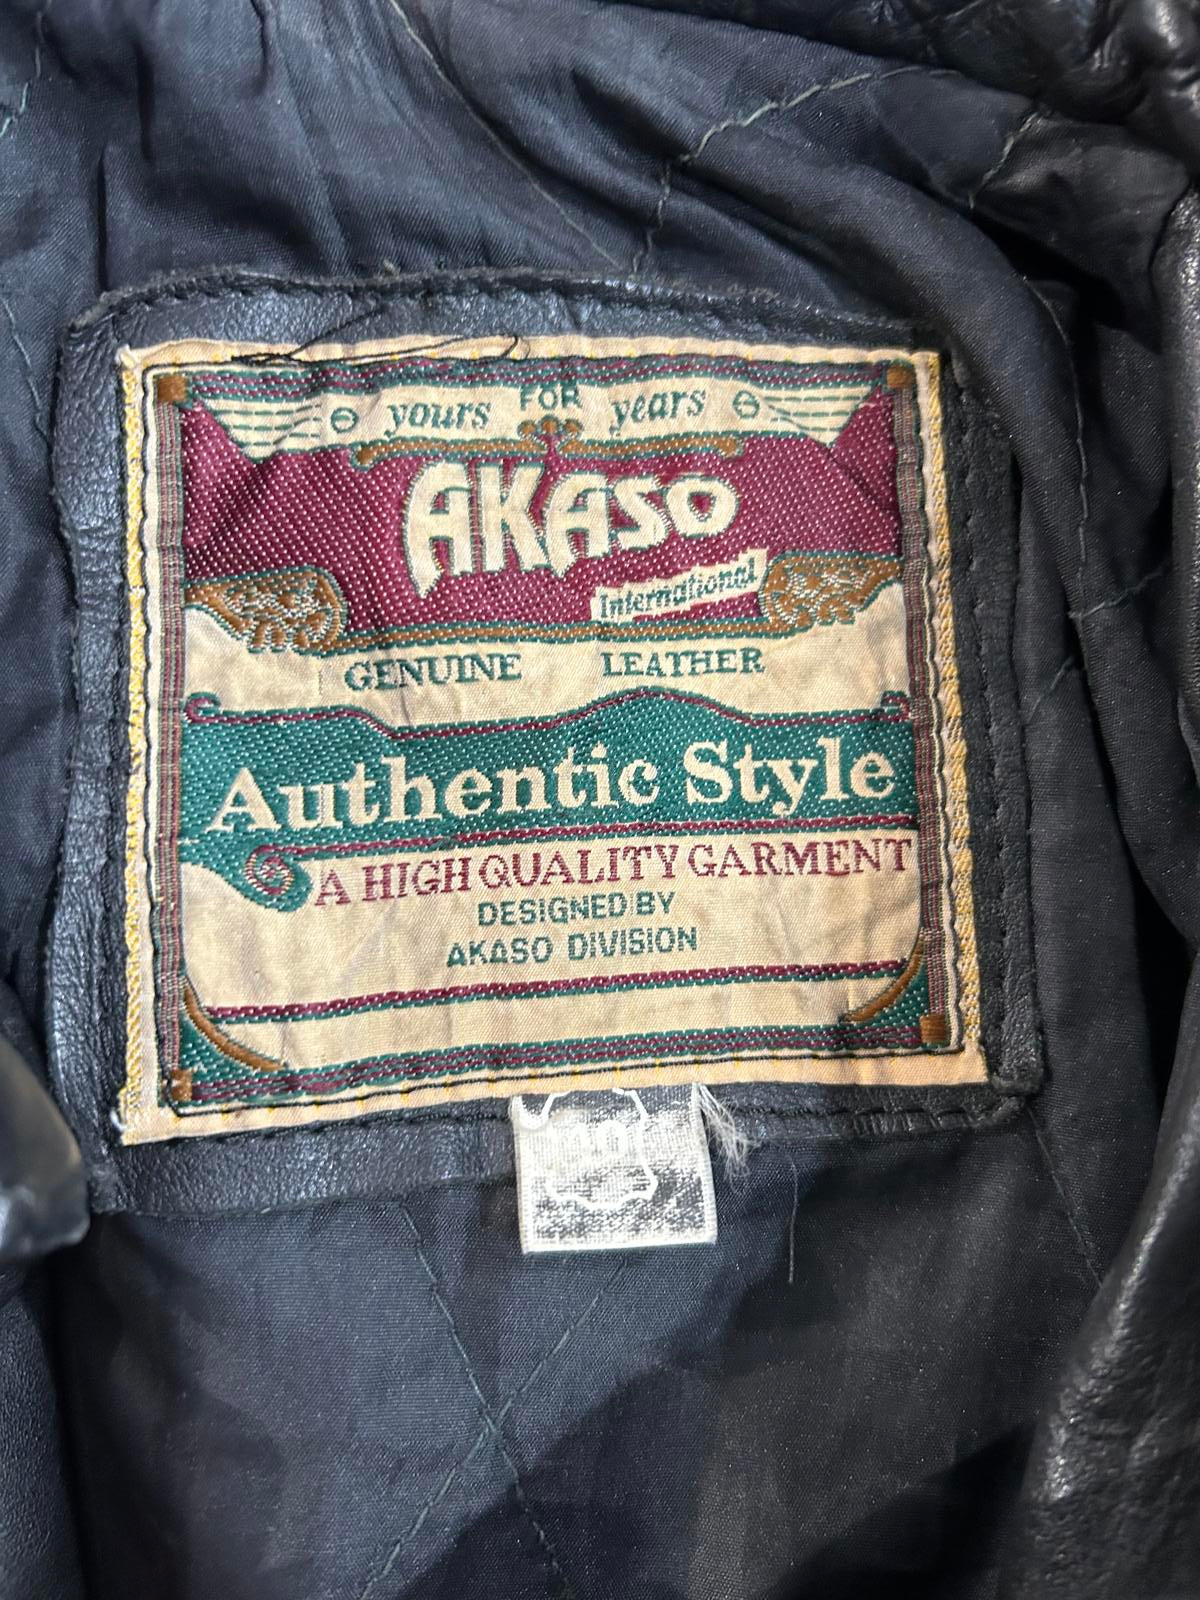 yours FOR years
AKASO
International
GENUINE LEATHER
Authentic Style
A HIGH QUALITY GARMENT
DESIGNED BY
AKASO DIVISION